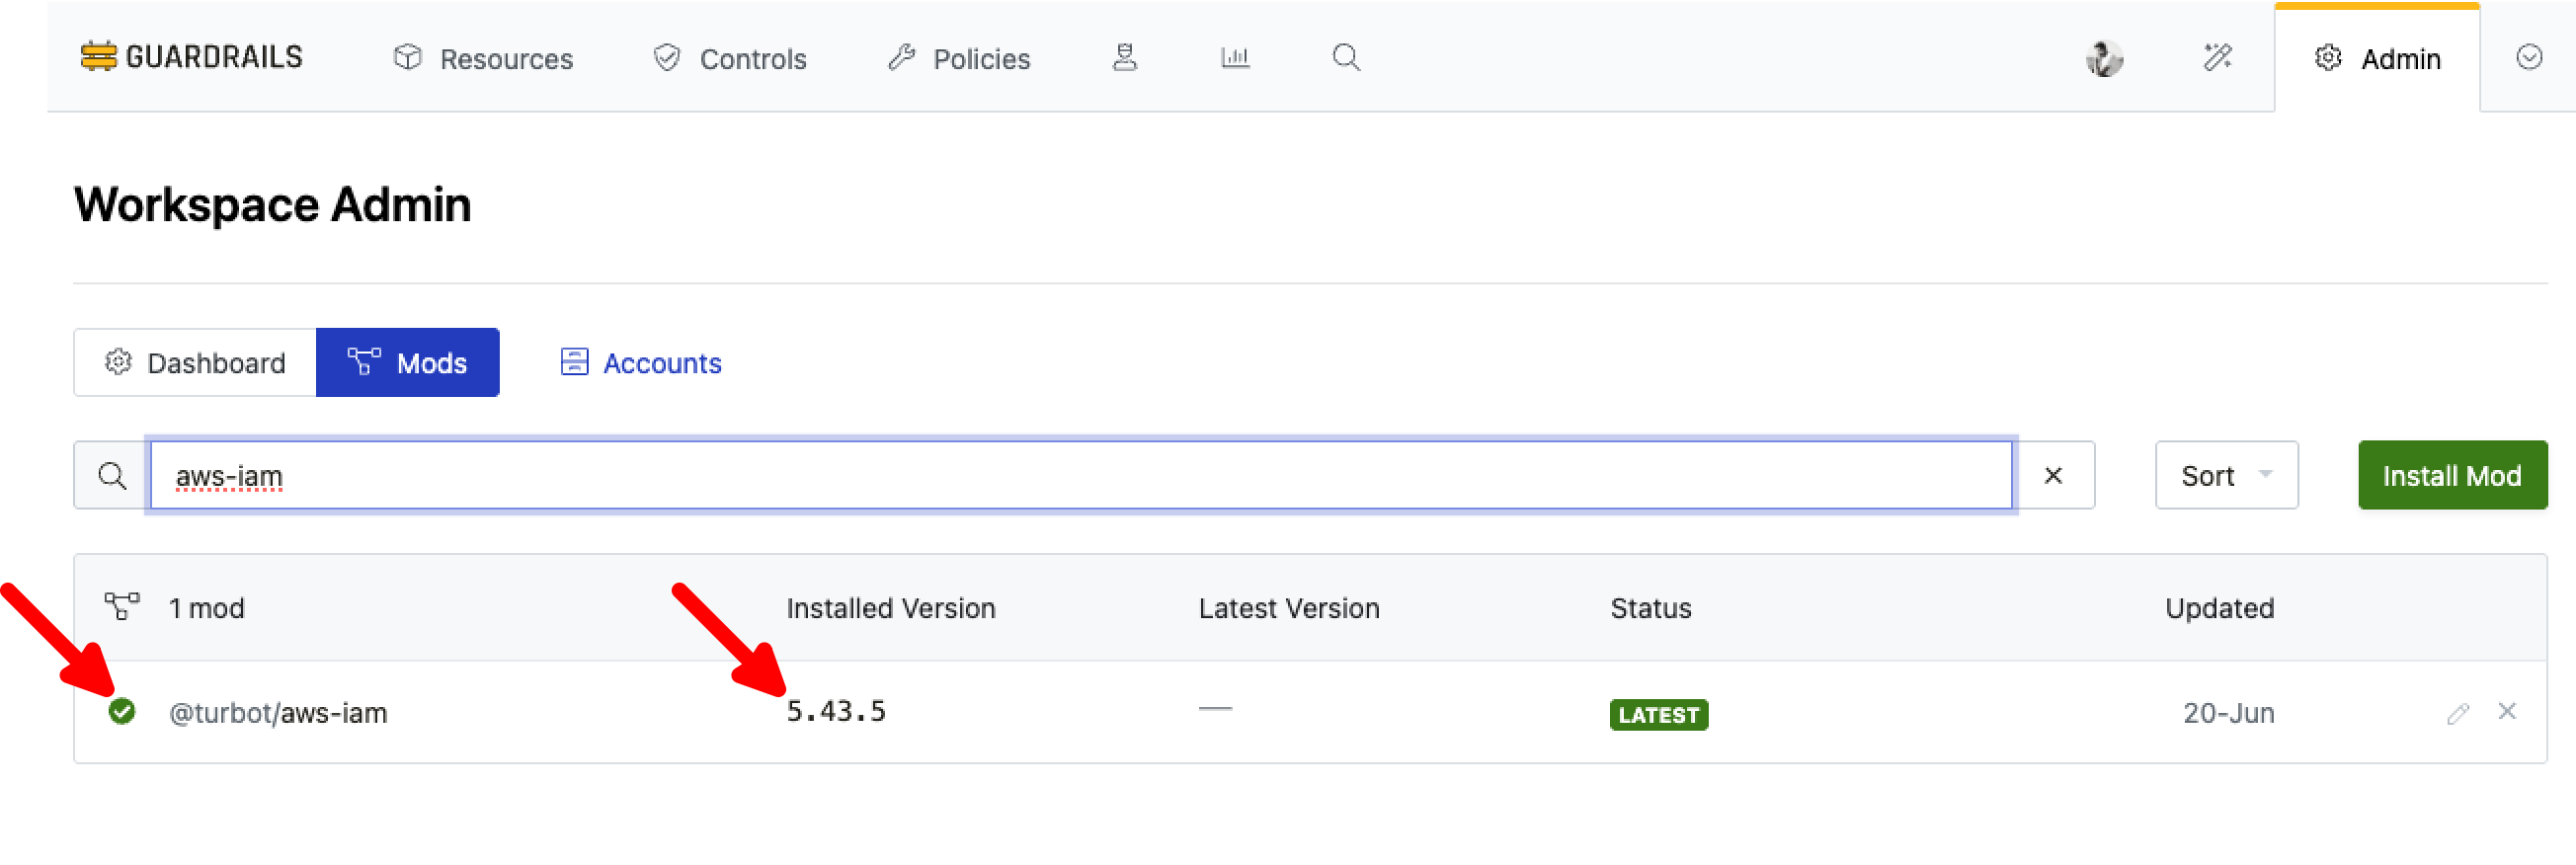 GUARDRAILS Resources Controls Policies Admin
Workspace Admin
Dashboard Mods Accounts
aws-iam Sort Install Mod
1 mod Installed Version Latest Version Status Updated
@turbot/aws-iam 5.43.5 — LATEST 20-Jun